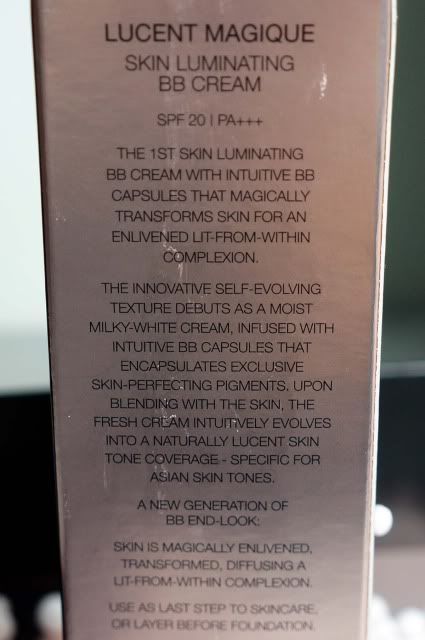 LUCENT MAGIQUE
SKIN LUMINATING
BB CREAM
SPF 20 | PA+++
THE 1ST SKIN LUMINATING
BB CREAM WITH INTUITIVE BB
CAPSULES THAT MAGICALLY
TRANSFORMS SKIN FOR AN
ENLIVENED LIT-FROM-WITHIN
COMPLEXION.
THE INNOVATIVE SELF-EVOLVING
TEXTURE DEBUTS AS A MOIST
MILKY-WHITE CREAM, INFUSED WITH
INTUITIVE BB CAPSULES THAT
ENCAPSULATES EXCLUSIVE
SKIN-PERFECTING PIGMENTS. UPON
BLENDING WITH THE SKIN, THE
FRESH CREAM INTUITIVELY EVOLVES
INTO A NATURALLY LUCENT SKIN
TONE COVERAGE - SPECIFIC FOR
ASIAN SKIN TONES.
A NEW GENERATION OF
BB END-LOOK:
SKIN IS MAGICALLY ENLIVENED,
TRANSFORMED, DIFFUSING A
LIT-FROM-WITHIN COMPLEXION.
USE AS LAST STEP TO SKINCARE,
OR LAYER BEFORE FOUNDATION.